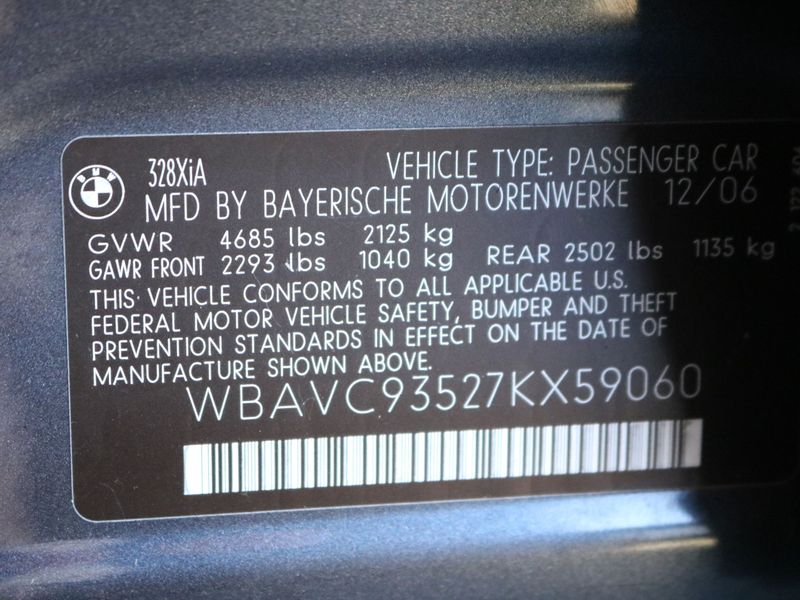 BMW
328XiA
VEHICLE TYPE: PASSENGER CAR
MFD BY BAYERISCHE MOTORENWERKE 12/06
GVWR 4685 lbs 2125 kg
GAWR FRONT 2293 lbs 1040 kg REAR 2502 lbs 1135 kg
THIS VEHICLE CONFORMS TO ALL APPLICABLE U.S.
FEDERAL MOTOR VEHICLE SAFETY, BUMPER AND THEFT
PREVENTION STANDARDS IN EFFECT ON THE DATE OF
MANUFACTURE SHOWN ABOVE.
WBAVC93527KX59060